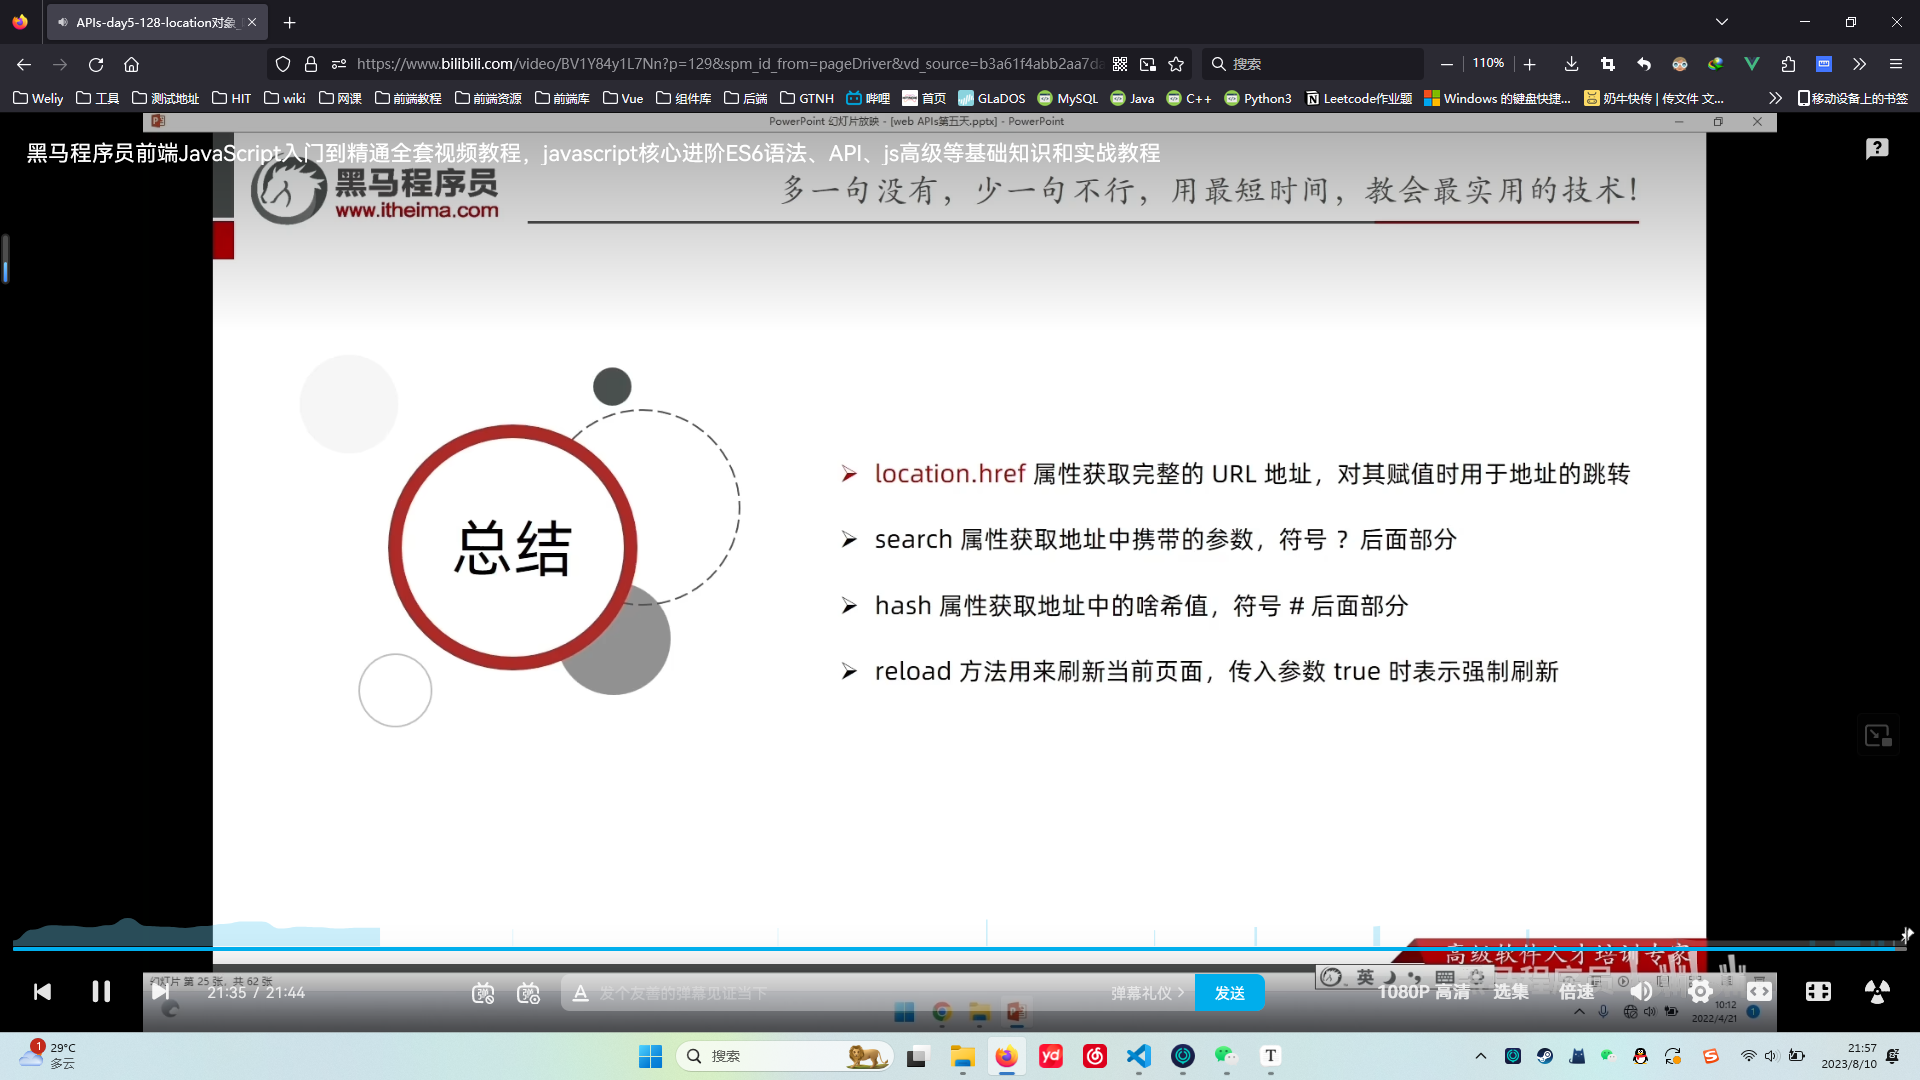 APIs-day5-128-location对象_
https://www.bilibili.com/video/BV1Y84y1L7Nn?p=129&spm_id_from=pageDriver&vd_source=b3a61f4abb2aa7da
搜索
110%
Weliy 工具 测试地址 HIT wiki 网课 前端教程 前端资源 前端库 Vue 组件库 后端 GTNH 哔哩 首页 GLaDOS MySQL Java C++ Python3 Leetcode作业题 Windows 的键盘快捷... 奶牛快传 | 传文件 文... 移动设备上的书签
PowerPoint 幻灯片放映 - [web APIs第五天.pptx] - PowerPoint
黑马程序员前端JavaScript入门到精通全套视频教程，javascript核心进阶ES6语法、API、js高级等基础知识和实战教程
黑马程序员
www.itheima.com
多一句没有，少一句不行，用最短时间，教会最实用的技术！
总结
location.href 属性获取完整的 URL 地址，对其赋值时用于地址的跳转
search 属性获取地址中携带的参数，符号 ？后面部分
hash 属性获取地址中的啥希值，符号 # 后面部分
reload 方法用来刷新当前页面，传入参数 true 时表示强制刷新
高级软件人才培训专家
幻灯片 第 25 张，共 62 张
英
21:35 / 21:44
发个友善的弹幕见证当下
弹幕礼仪
发送
1080P 高清
选集
倍速
10:12
2022/4/21
1
29°C
多云
搜索
21:57
2023/8/10